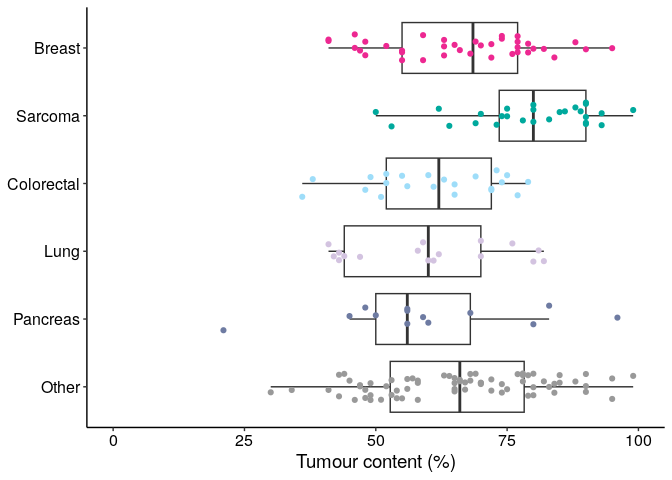 Breast
Sarcoma
Colorectal
Lung
Pancreas
Other
0 25 50 75 100
Tumour content (%)